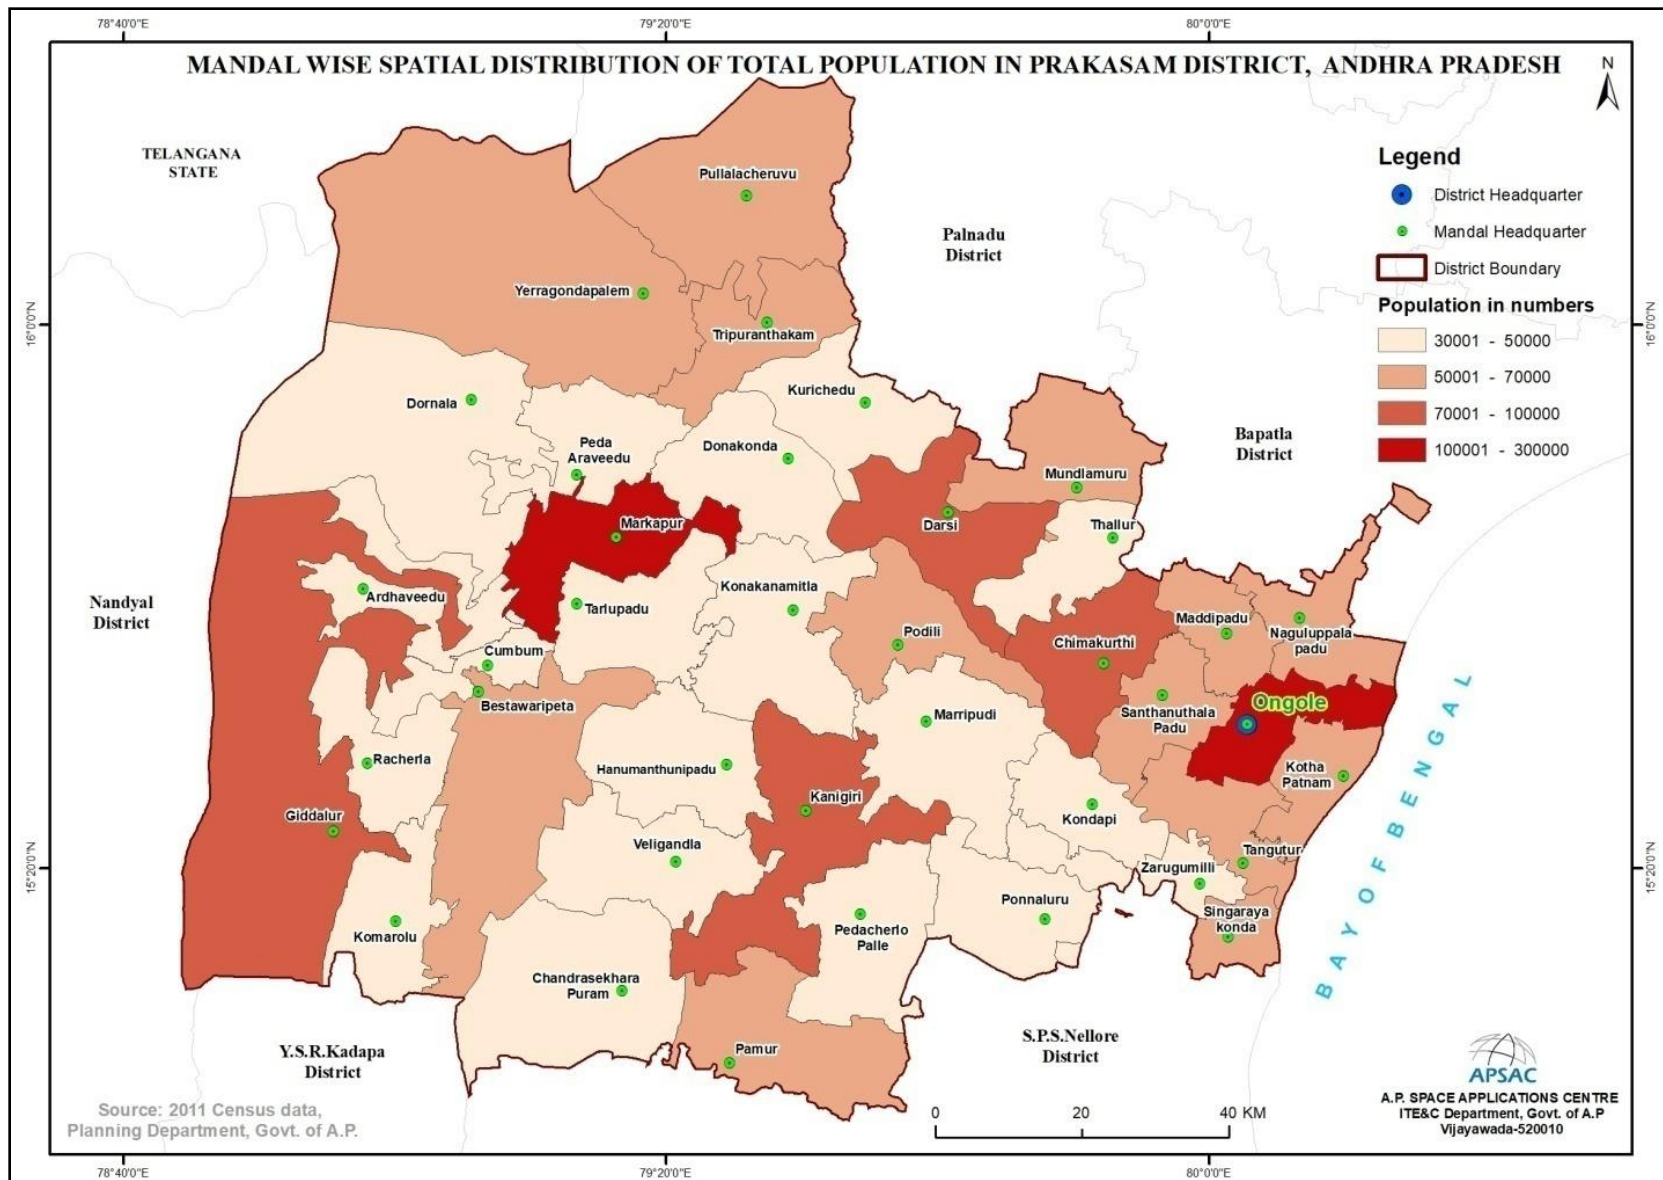 78°40'0"E
79°20'0"E
80°0'0"E
MANDAL WISE SPATIAL DISTRIBUTION OF TOTAL POPULATION IN PRAKASAM DISTRICT, ANDHRA PRADESH
N
TELANGANA
STATE
Palnadu
District
Bapatla
District
Nandyal
District
Y.S.R.Kadapa
District
S.P.S.Nellore
District
BAY OF BENGAL
16°0'0"N
16°0'0"N
15°20'0"N
15°20'0"N
Legend
District Headquarter
Mandal Headquarter
District Boundary
Population in numbers
30001 - 50000
50001 - 70000
70001 - 100000
100001 - 300000
Pullalacheruvu
Yerragondapalem
Tripuranthakam
Kurichedu
Dornala
Donakonda
Peda
Araveedu
Mundlamuru
Markapur
Darsi
Thallur
Ardhaveedu
Tarlupadu
Konakanamitla
Podili
Chimakurthi
Maddipadu
Naguluppala
padu
Cumbum
Bestawaripeta
Marripudi
Santhanuthala
Padu
Ongole
Kotha
Patnam
Racherla
Hanumanthunipadu
Kanigiri
Kondapi
Giddalur
Veligandla
Tangutur
Zarugumilli
Komarolu
Pedacherlo
Palle
Ponnaluru
Singaraya
konda
Chandrasekhara
Puram
Pamur
Source: 2011 Census data,
Planning Department, Govt. of A.P.
0 20 40 KM
APSAC
A.P. SPACE APPLICATIONS CENTRE
ITE&C Department, Govt. of A.P
Vijayawada-520010
78°40'0"E
79°20'0"E
80°0'0"E